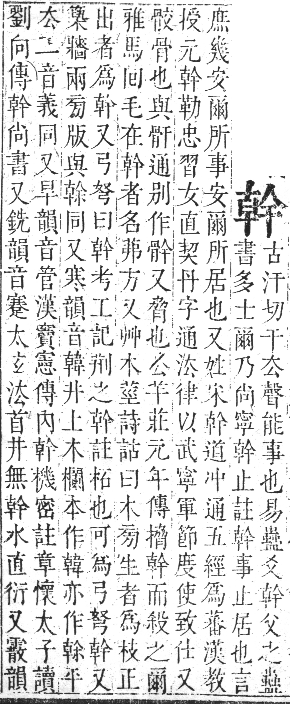 幹古汗切干去聲能事也易蠱爻幹父之蠱
書多士爾乃尚寧幹止註幹事止居也言
庶幾安爾所事安爾所居也又姓宋幹道冲通五經爲蕃漢教
授元幹勒忠習女直契丹字通法律以武寧軍節度使致仕又
骸骨也與骭通別作骬又脅也公羊莊元年傳搚幹而殺之爾
雅馬回毛在幹者名茀方又艸木莖詩詁曰木旁生者爲枝正
出者爲幹又弓弩曰幹考工記荆之幹註柘也可爲弓弩幹又
築牆兩旁版與榦同又寒韻音韓井上木欄本作韓亦作榦平
去二音義同又旱韻音管漢竇憲傳內幹機密註章懷太子讀
劉向傳幹尚書又銑韻音蹇太玄法首井無幹水直衍又霰韻